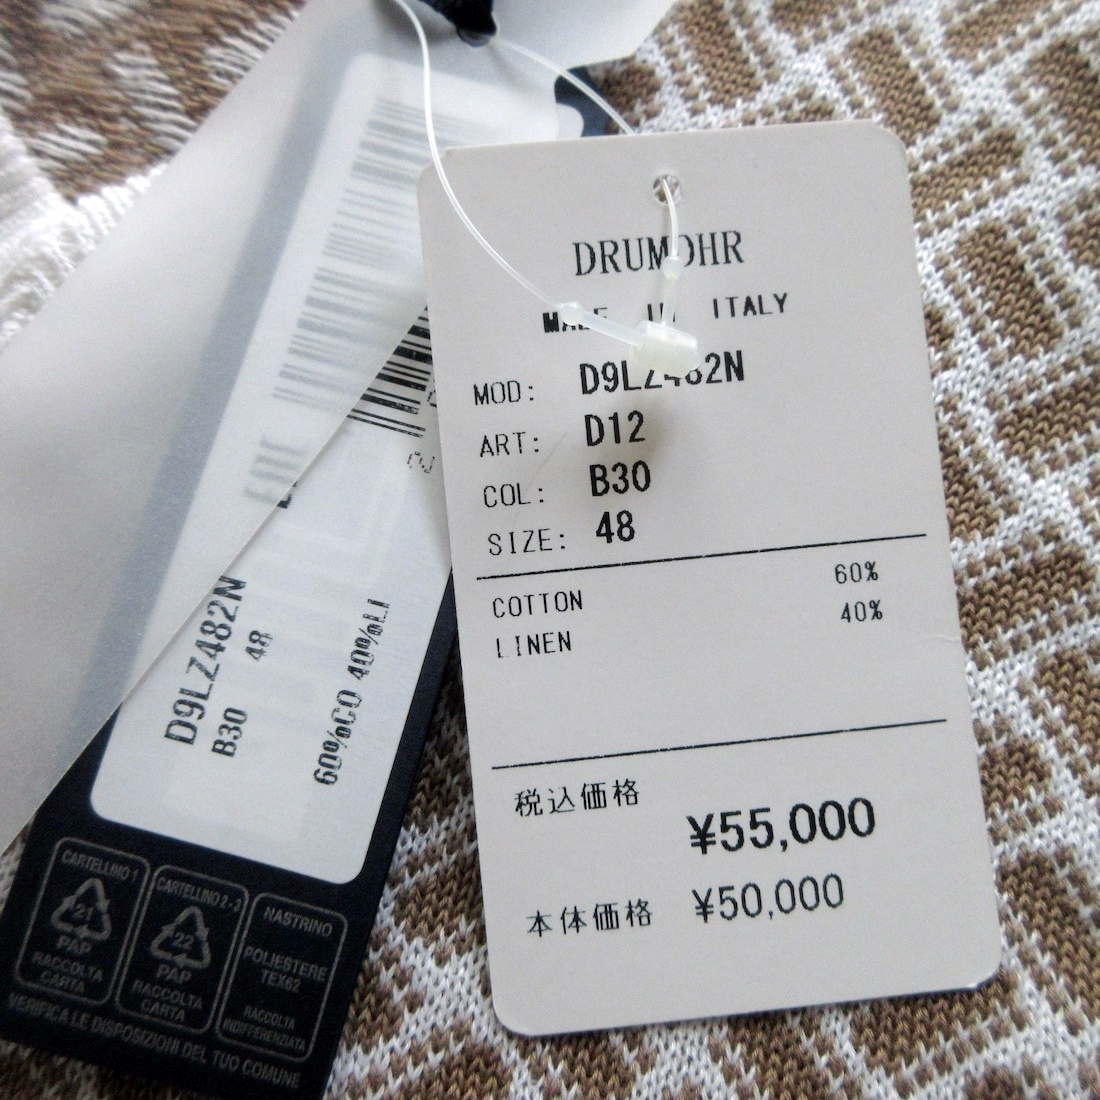 DRUMOHR
MADE IN ITALY
MOD: D9LZ482N
ART: D12
COL: B30
SIZE: 48
COTTON 60%
LINEN 40%
税込価格 ¥55,000
本体価格 ¥50,000
D9LZ482N
B30 48
60%CO 40%LI
CARTELLINO 1
21
PAP
RACCOLTA
CARTA
CARTELLINO 2-3
22
PAP
RACCOLTA
CARTA
NASTRINO
POLIESTERE
TEX62
RACCOLTA
INDIFFERENZIATA
VERIFICA LE DISPOSIZIONI DEL TUO COMUNE